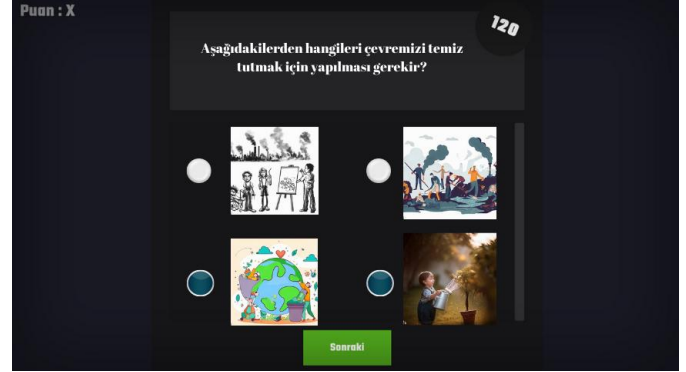 Puan : X
120
Aşağıdakilerden hangileri çevremizi temiz
tutmak için yapılması gerekir?
Sonraki